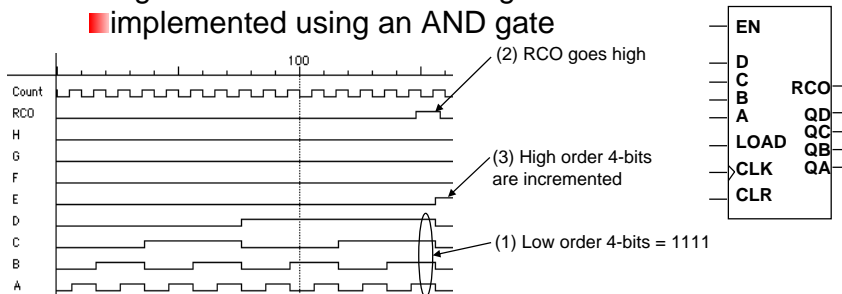 implemented using an AND gate
100
Count
RCO
H
G
F
E
D
C
B
A
(2) RCO goes high
(3) High order 4-bits
are incremented
(1) Low order 4-bits = 1111
EN
D
C
B
A
LOAD
CLK
CLR
RCO
QD
QC
QB
QA